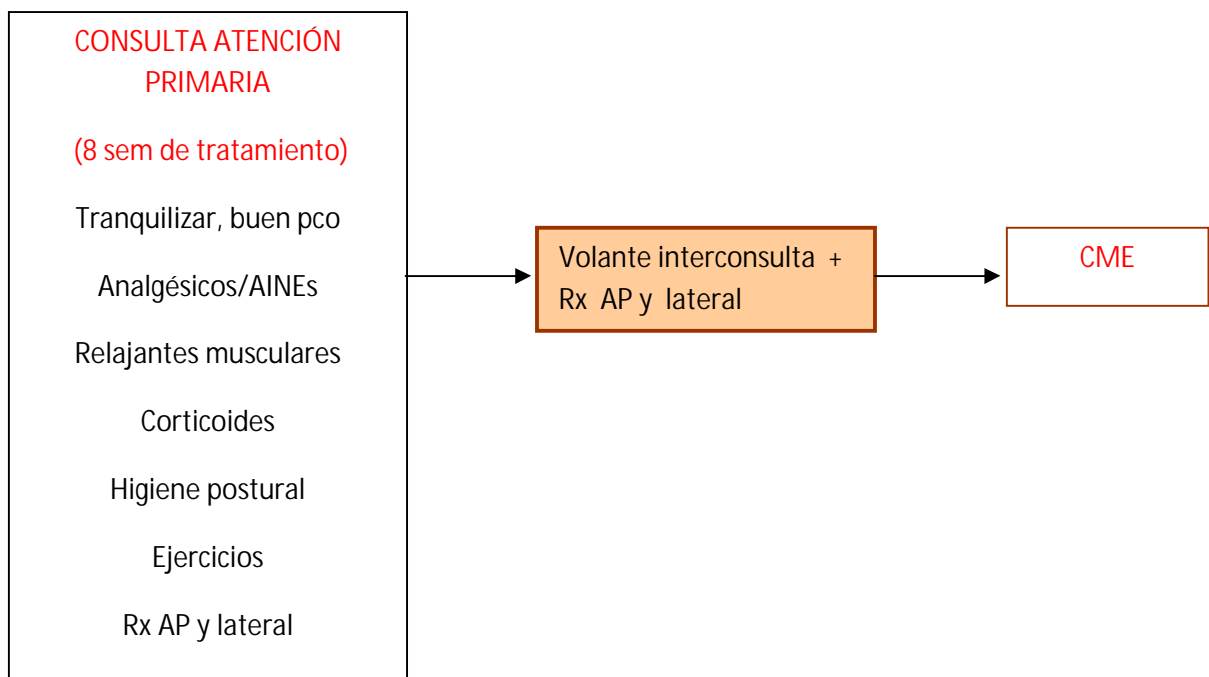 CONSULTA ATENCIÓN
PRIMARIA
(8 sem de tratamiento)
Tranquilizar, buen pco
Analgésicos/AINEs
Relajantes musculares
Corticoides
Higiene postural
Ejercicios
Rx AP y lateral
Volante interconsulta +
Rx AP y lateral
CME